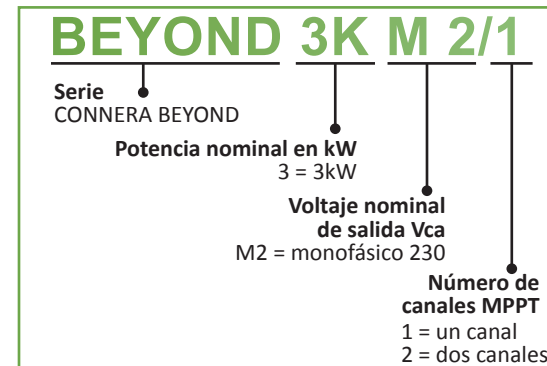 BEYOND 3K M 2/1
Serie
CONNERA BEYOND
Potencia nominal en kW
3 = 3kW
Voltaje nominal
de salida Vca
M2 = monofásico 230
Número de
canales MPPT
1 = un canal
2 = dos canales